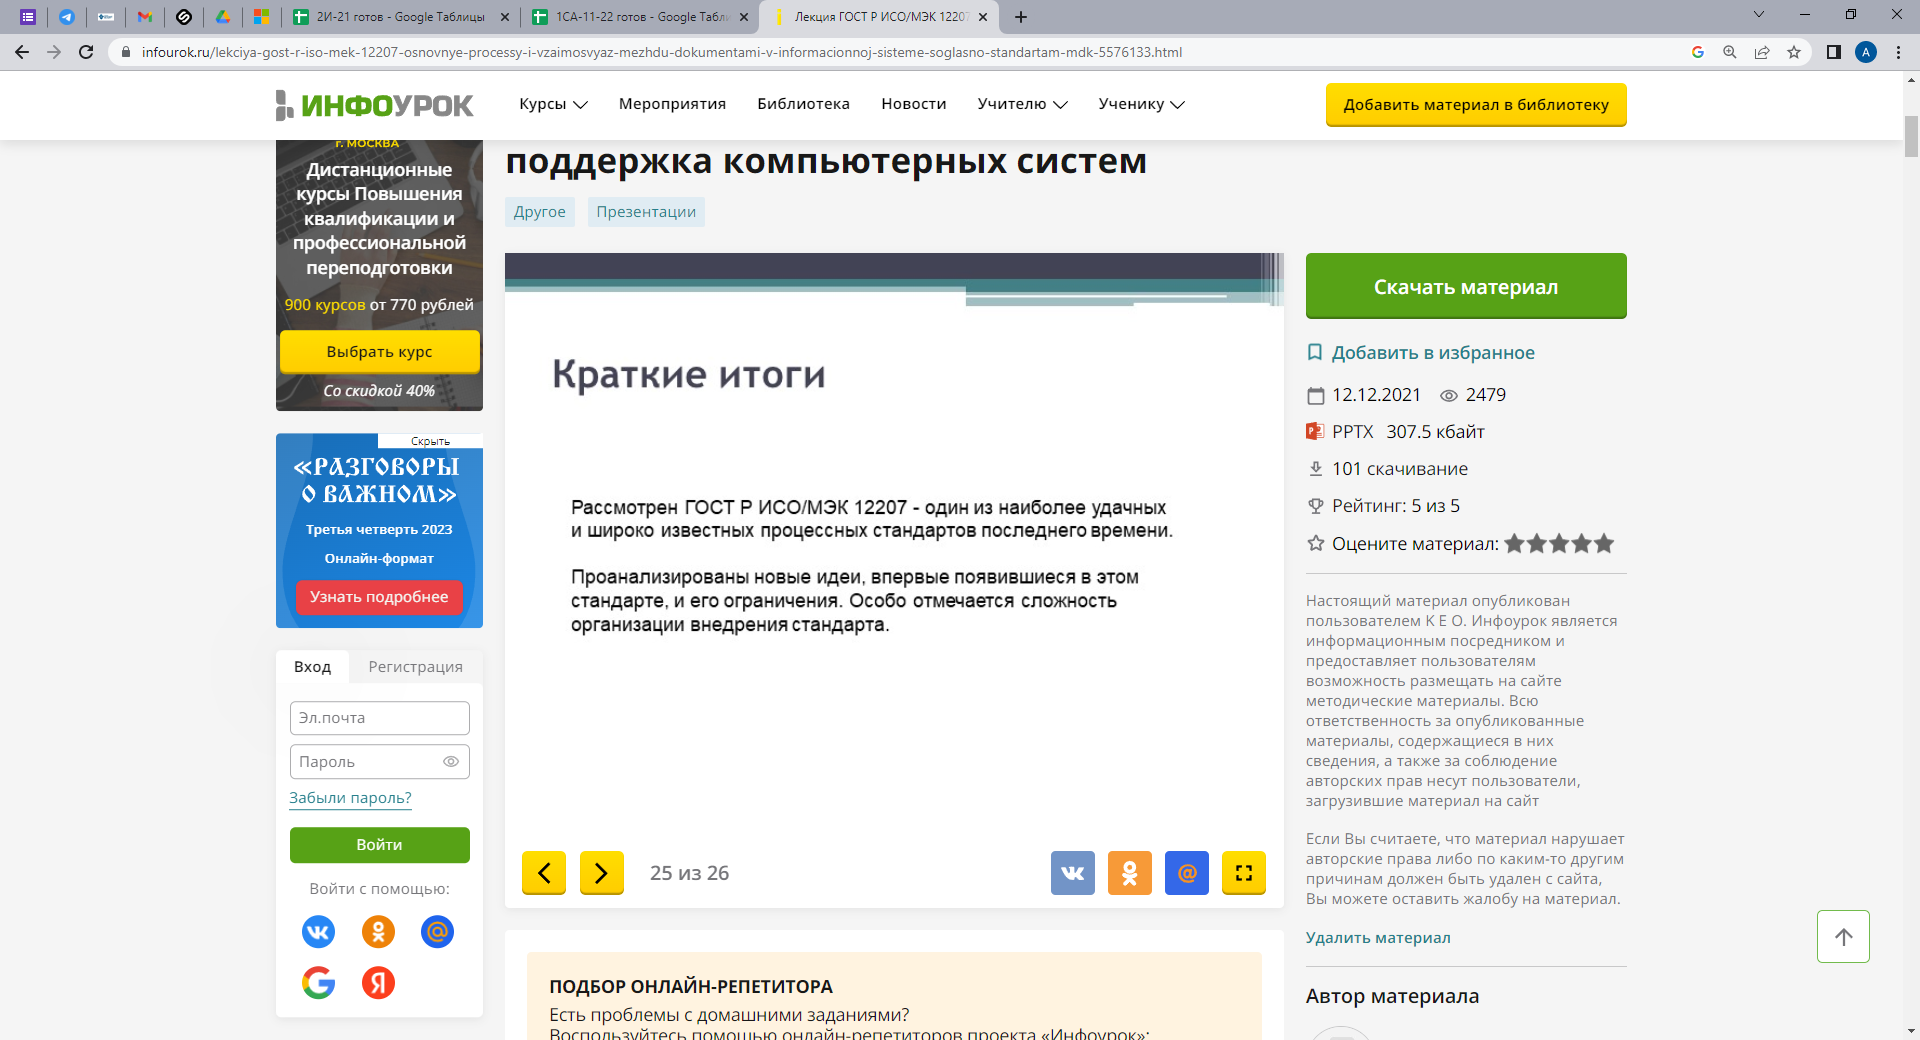 2И-21 готов - Google Таблицы
1СА-11-22 готов - Google Табли
Лекция ГОСТ Р ИСО/МЭК 12207
infourok.ru/lekciya-gost-r-iso-mek-12207-osnovnye-processy-i-vzaimosvyaz-mezhdu-dokumentami-v-informacionnoj-sisteme-soglasno-standartam-mdk-5576133.html
A
ИНФОУРОК
Курсы
Мероприятия
Библиотека
Новости
Учителю
Ученику
Добавить материал в библиотеку
г. МОСКВА
Дистанционные
курсы Повышения
квалификации и
профессиональной
переподготовки
900 курсов от 770 рублей
Выбрать курс
Со скидкой 40%
Скрыть
«РАЗГОВОРЫ
О ВАЖНОМ»
Третья четверть 2023
Онлайн-формат
Узнать подробнее
Вход
Регистрация
Эл.почта
Пароль
Забыли пароль?
Войти
Войти с помощью:
поддержка компьютерных систем
Другое
Презентации
Краткие итоги
Рассмотрен ГОСТ Р ИСО/МЭК 12207 - один из наиболее удачных
и широко известных процессных стандартов последнего времени.
Проанализированы новые идеи, впервые появившиеся в этом
стандарте, и его ограничения. Особо отмечается сложность
организации внедрения стандарта.
25 из 26
ПОДБОР ОНЛАЙН-РЕПЕТИТОРА
Есть проблемы с домашними заданиями?
Воспользуйтесь помощью онлайн-репетиторов проекта «Инфоурок»:
Скачать материал
Добавить в избранное
12.12.2021
2479
PPTX 307.5 кбайт
101 скачивание
Рейтинг: 5 из 5
Оцените материал:
Настоящий материал опубликован
пользователем K E O. Инфоурок является
информационным посредником и
предоставляет пользователям
возможность размещать на сайте
методические материалы. Всю
ответственность за опубликованные
материалы, содержащиеся в них
сведения, а также за соблюдение
авторских прав несут пользователи,
загрузившие материал на сайт
Если Вы считаете, что материал нарушает
авторские права либо по каким-то другим
причинам должен быть удален с сайта,
Вы можете оставить жалобу на материал.
Удалить материал
Автор материала